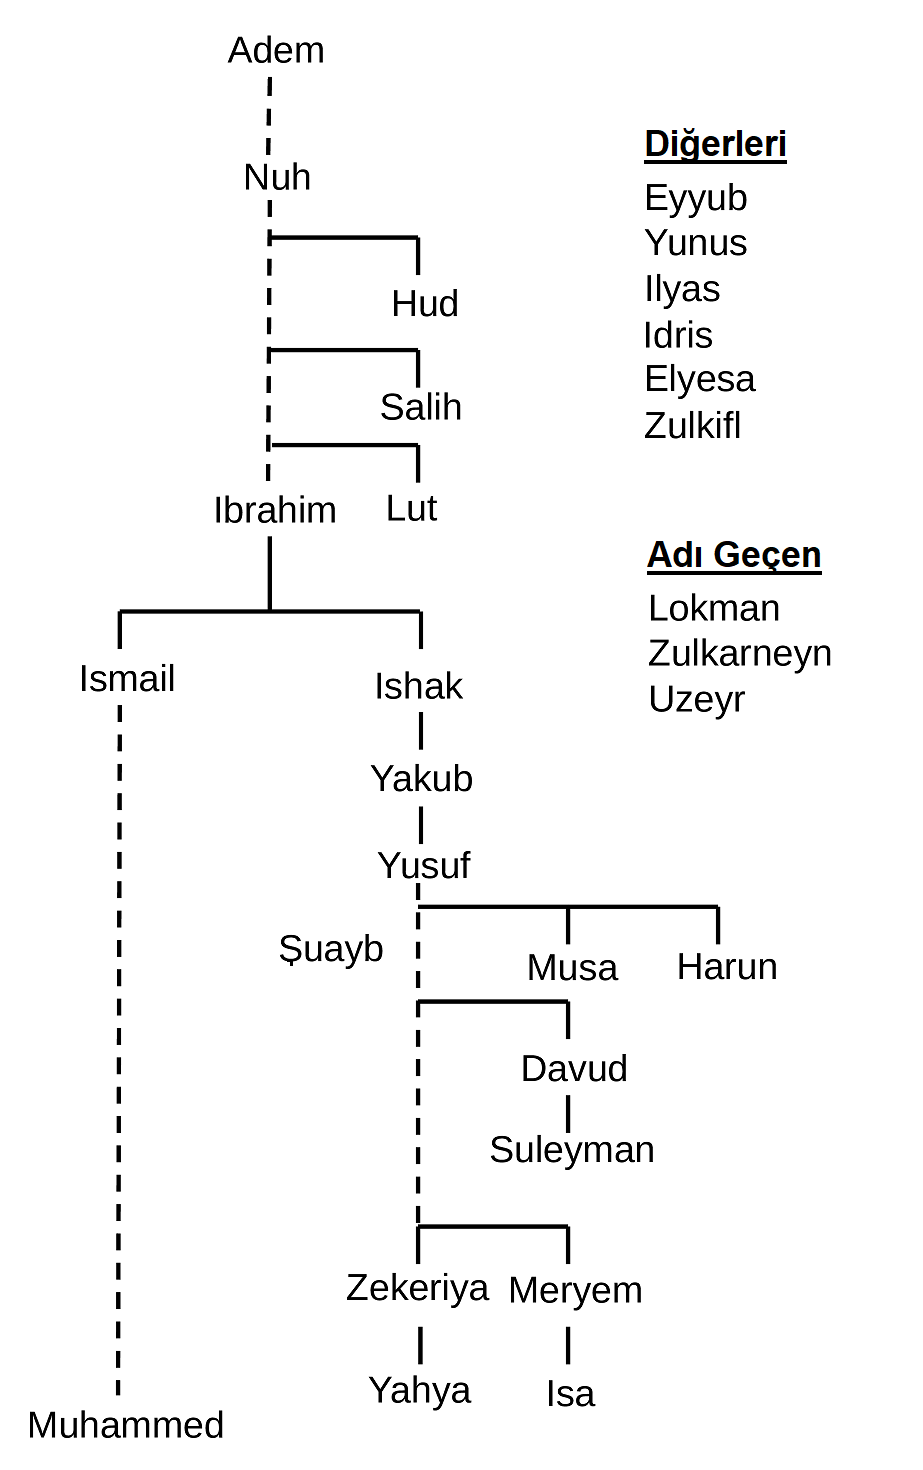 Adem
Nuh
Hud
Salih
Ibrahim
Lut
Ismail
Ishak
Yakub
Yusuf
Şuayb
Musa
Harun
Davud
Suleyman
Zekeriya
Meryem
Yahya
Isa
Muhammed
Diğerleri
Eyyub
Yunus
Ilyas
Idris
Elyesa
Zulkifl
Adı Geçen
Lokman
Zulkarneyn
Uzeyr